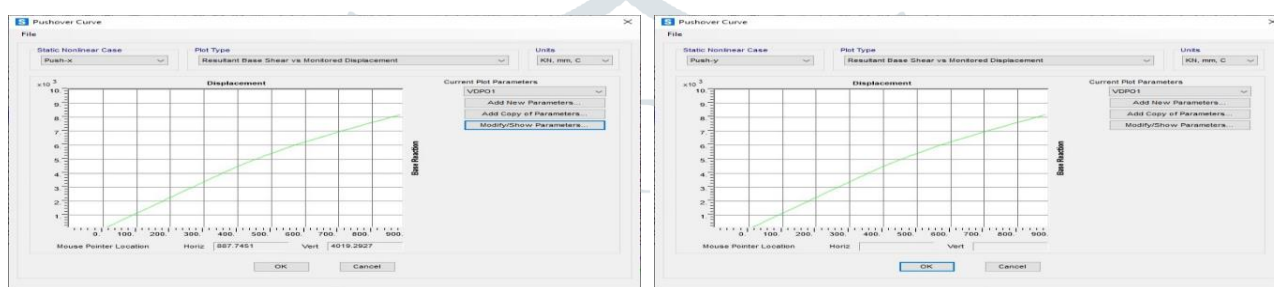 Pushover Curve
File
Static Nonlinear Case
Plot Type
Units
Push-x
Resultant Base Shear vs Monitored Displacement
KN, mm, C
x10 3
Displacement
Current Plot Parameters
VDPO1
Add New Parameters...
Add Copy of Parameters...
Modify/Show Parameters...
10.
9.
8.
7.
6.
5.
4.
3.
2.
1.
Base Reaction
0. 100. 200. 300. 400. 500. 600. 700. 800. 900.
Mouse Pointer Location Horiz 887.7451 Vert 4019.2927
OK Cancel
Pushover Curve
File
Static Nonlinear Case
Plot Type
Units
Push-y
Resultant Base Shear vs Monitored Displacement
KN, mm, C
x10 3
Displacement
Current Plot Parameters
VDPO1
Add New Parameters...
Add Copy of Parameters...
Modify/Show Parameters...
10.
9.
8.
7.
6.
5.
4.
3.
2.
1.
Base Reaction
0. 100. 200. 300. 400. 500. 600. 700. 800. 900.
Mouse Pointer Location Horiz Vert
OK Cancel